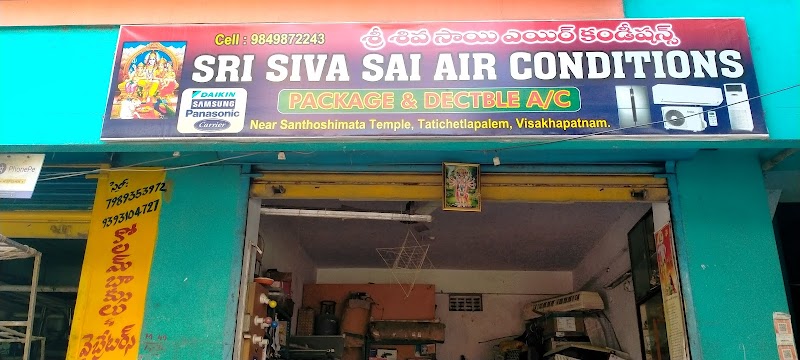 Cell : 9849872243
శ్రీ శివ సాయి ఎయిర్ కండీషన్స్
SRI SIVA SAI AIR CONDITIONS
DAIKIN
SAMSUNG
Panasonic
Carrier
PACKAGE & DECTBLE A/C
Near Santhoshimata Temple, Tatichetlapalem, Visakhapatnam.
PhonePe
సెల్:
7989353972
9393104727